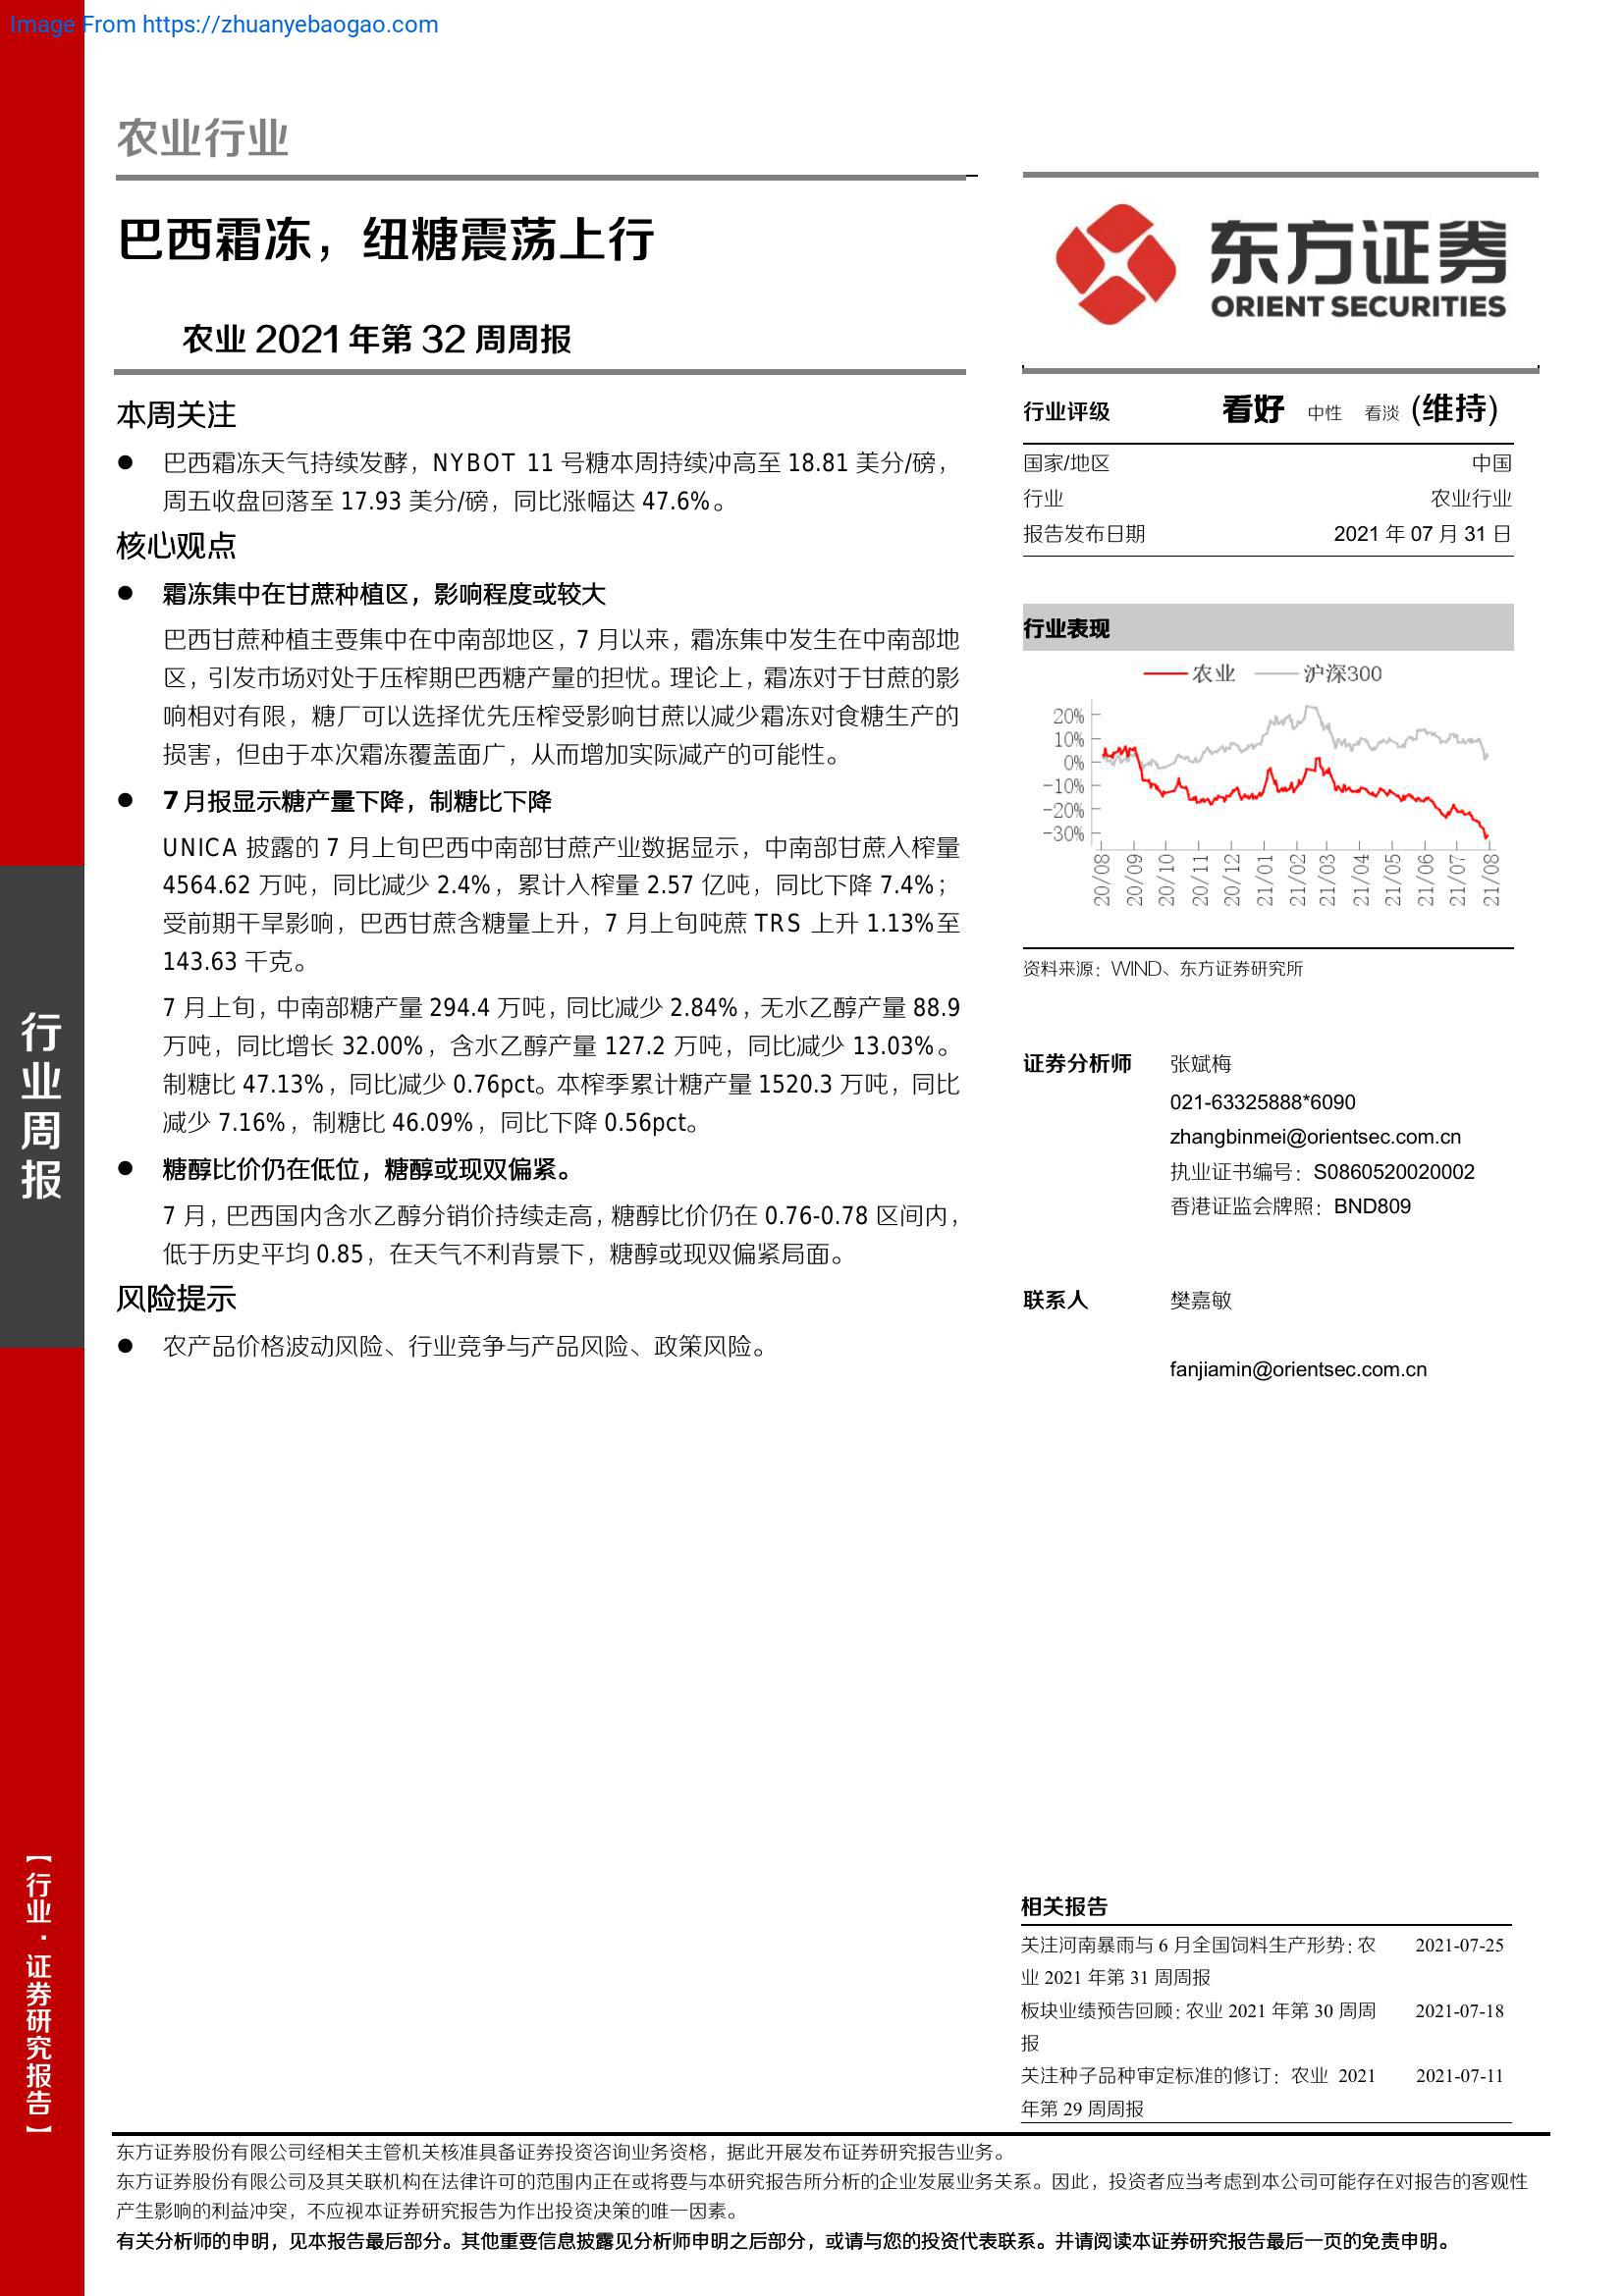 Image From https://zhuanyebaogao.com
农业行业
巴西霜冻，纽糖震荡上行
农业 2021 年第 32 周周报
本周关注
● 巴西霜冻天气持续发酵，NYBOT 11 号糖本周持续冲高至 18.81 美分/磅，
周五收盘回落至 17.93 美分/磅，同比涨幅达 47.6%。
核心观点
● 霜冻集中在甘蔗种植区，影响程度或较大
巴西甘蔗种植主要集中在中南部地区，7 月以来，霜冻集中发生在中南部地
区，引发市场对处于压榨期巴西糖产量的担忧。理论上，霜冻对于甘蔗的影
响相对有限，糖厂可以选择优先压榨受影响甘蔗以减少霜冻对食糖生产的
损害，但由于本次霜冻覆盖面广，从而增加实际减产的可能性。
● 7 月报显示糖产量下降，制糖比下降
UNICA 披露的 7 月上旬巴西中南部甘蔗产业数据显示，中南部甘蔗入榨量
4564.62 万吨，同比减少 2.4%，累计入榨量 2.57 亿吨，同比下降 7.4%；
受前期干旱影响，巴西甘蔗含糖量上升，7 月上旬吨蔗 TRS 上升 1.13%至
143.63 千克。
7 月上旬，中南部糖产量 294.4 万吨，同比减少 2.84%，无水乙醇产量 88.9
万吨，同比增长 32.00%，含水乙醇产量 127.2 万吨，同比减少 13.03%。
制糖比 47.13%，同比减少 0.76pct。本榨季累计糖产量 1520.3 万吨，同比
减少 7.16%，制糖比 46.09%，同比下降 0.56pct。
● 糖醇比价仍在低位，糖醇或现双偏紧。
7 月，巴西国内含水乙醇分销价持续走高，糖醇比价仍在 0.76-0.78 区间内，
低于历史平均 0.85，在天气不利背景下，糖醇或现双偏紧局面。
风险提示
● 农产品价格波动风险、行业竞争与产品风险、政策风险。
东方证券
ORIENT SECURITIES
行业评级 看好 中性 看淡 (维持)
国家/地区 中国
行业 农业行业
报告发布日期 2021 年 07 月 31 日
行业表现
农业 沪深300
20%
10%
0%
-10%
-20%
-30%
20/08 20/09 20/10 20/11 20/12 21/01 21/02 21/03 21/04 21/05 21/06 21/07 21/08
资料来源：WIND、东方证券研究所
证券分析师 张斌梅
021-63325888*6090
zhangbinmei@orientsec.com.cn
执业证书编号：S0860520020002
香港证监会牌照：BND809
联系人 樊嘉敏
fanjiamin@orientsec.com.cn
相关报告
关注河南暴雨与 6 月全国饲料生产形势：农 2021-07-25
业 2021 年第 31 周周报
板块业绩预告回顾：农业 2021 年第 30 周周 2021-07-18
报
关注种子品种审定标准的修订：农业 2021 2021-07-11
年第 29 周周报
行业周报
【行业·证券研究报告】
东方证券股份有限公司经相关主管机关核准具备证券投资咨询业务资格，据此开展发布证券研究报告业务。
东方证券股份有限公司及其关联机构在法律许可的范围内正在或将要与本研究报告所分析的企业发展业务关系。因此，投资者应当考虑到本公司可能存在对报告的客观性
产生影响的利益冲突，不应视本证券研究报告为作出投资决策的唯一因素。
有关分析师的申明，见本报告最后部分。其他重要信息披露见分析师申明之后部分，或请与您的投资代表联系。并请阅读本证券研究报告最后一页的免责申明。